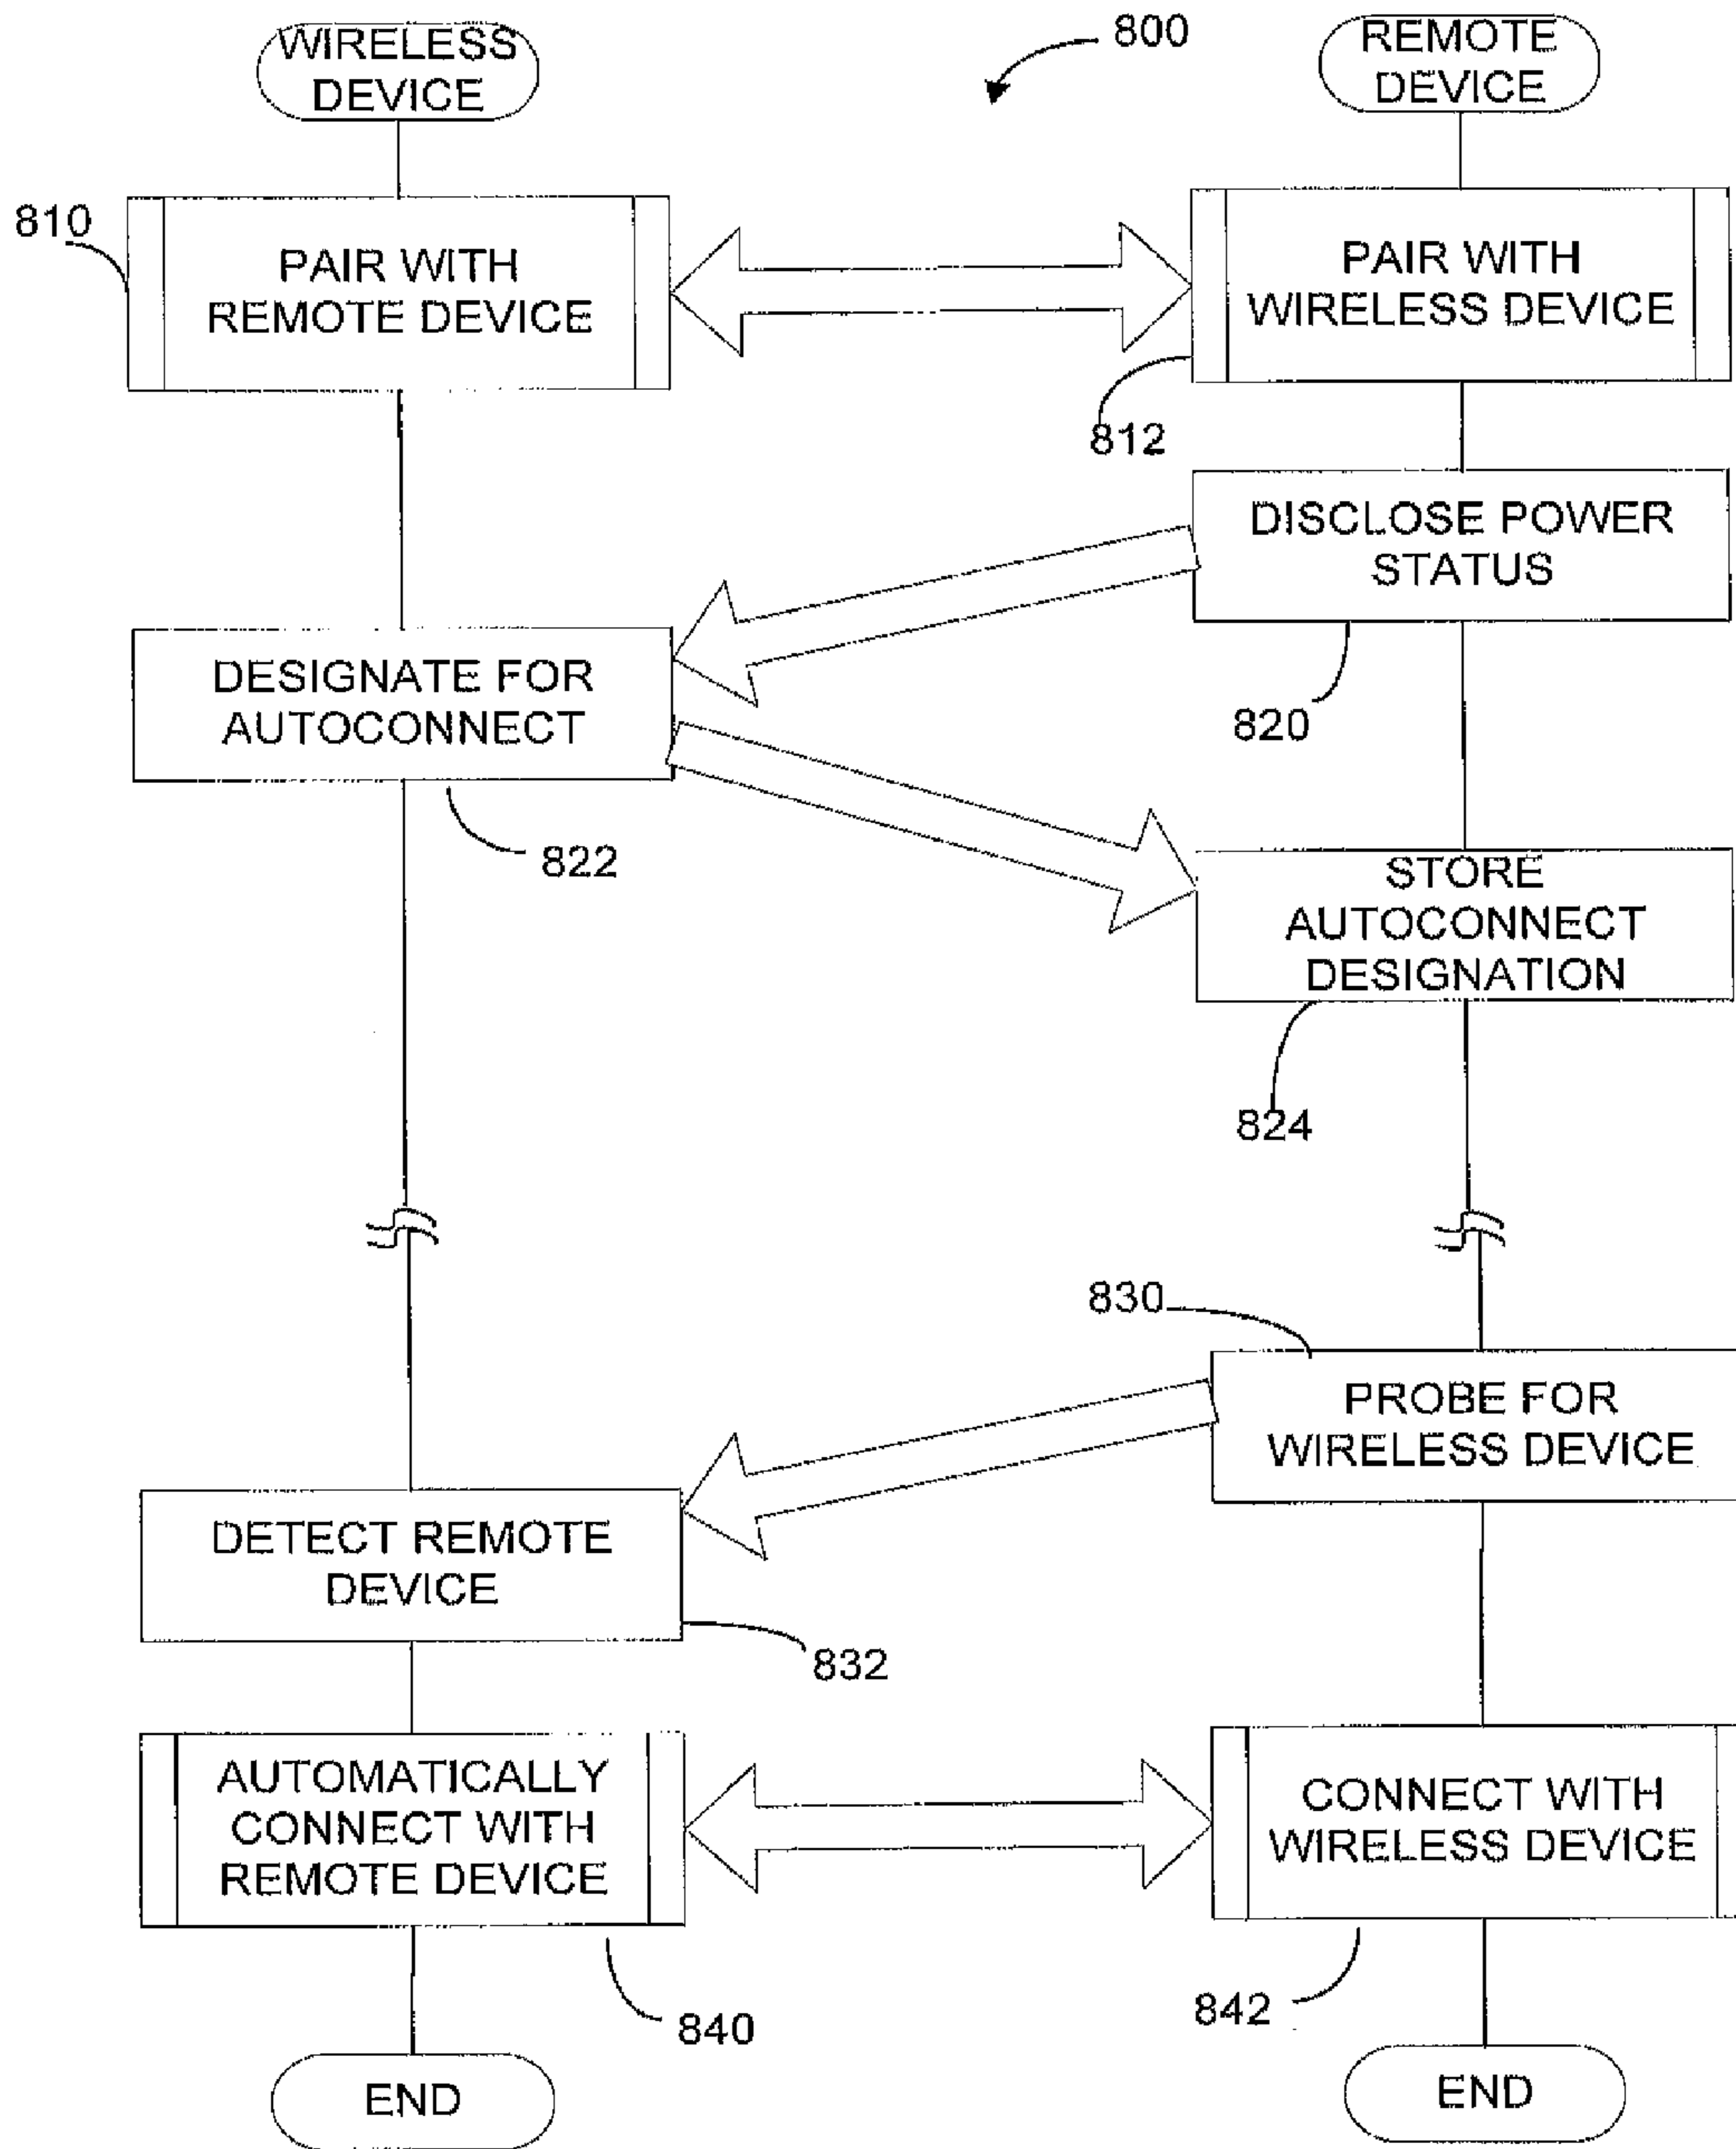 WIRELESS
DEVICE
800
REMOTE
DEVICE
810
PAIR WITH
REMOTE DEVICE
PAIR WITH
WIRELESS DEVICE
812
DISCLOSE POWER
STATUS
820
DESIGNATE FOR
AUTOCONNECT
822
STORE
AUTOCONNECT
DESIGNATION
824
830
PROBE FOR
WIRELESS DEVICE
DETECT REMOTE
DEVICE
832
AUTOMATICALLY
CONNECT WITH
REMOTE DEVICE
840
CONNECT WITH
WIRELESS DEVICE
842
END
END